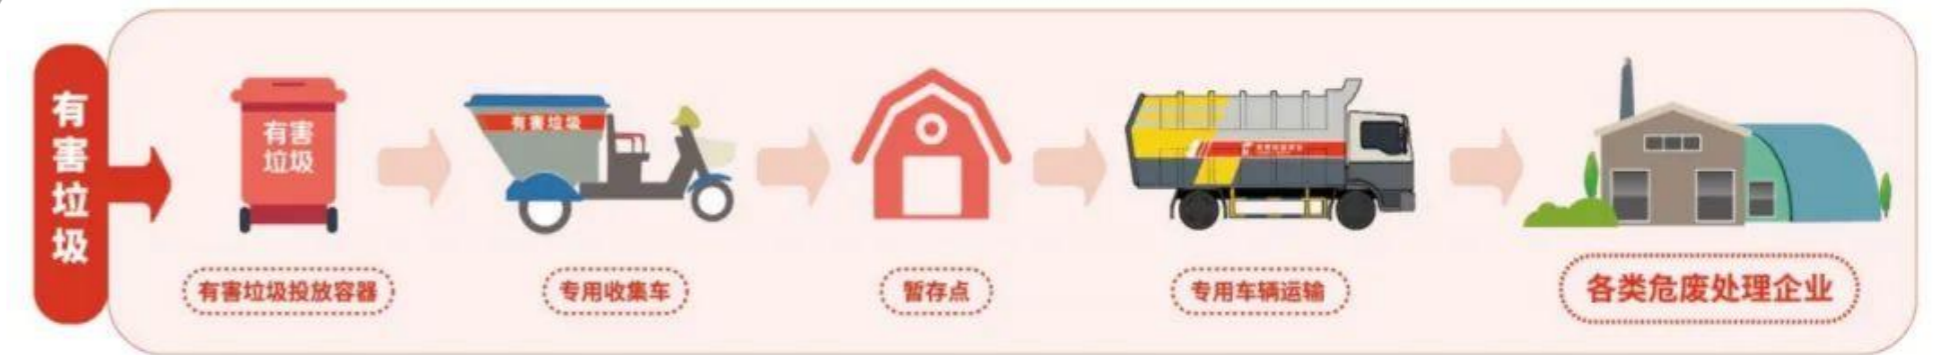 有害垃圾
有害
垃圾
有害垃圾
有害垃圾投放容器
专用收集车
暂存点
专用车辆运输
各类危废处理企业